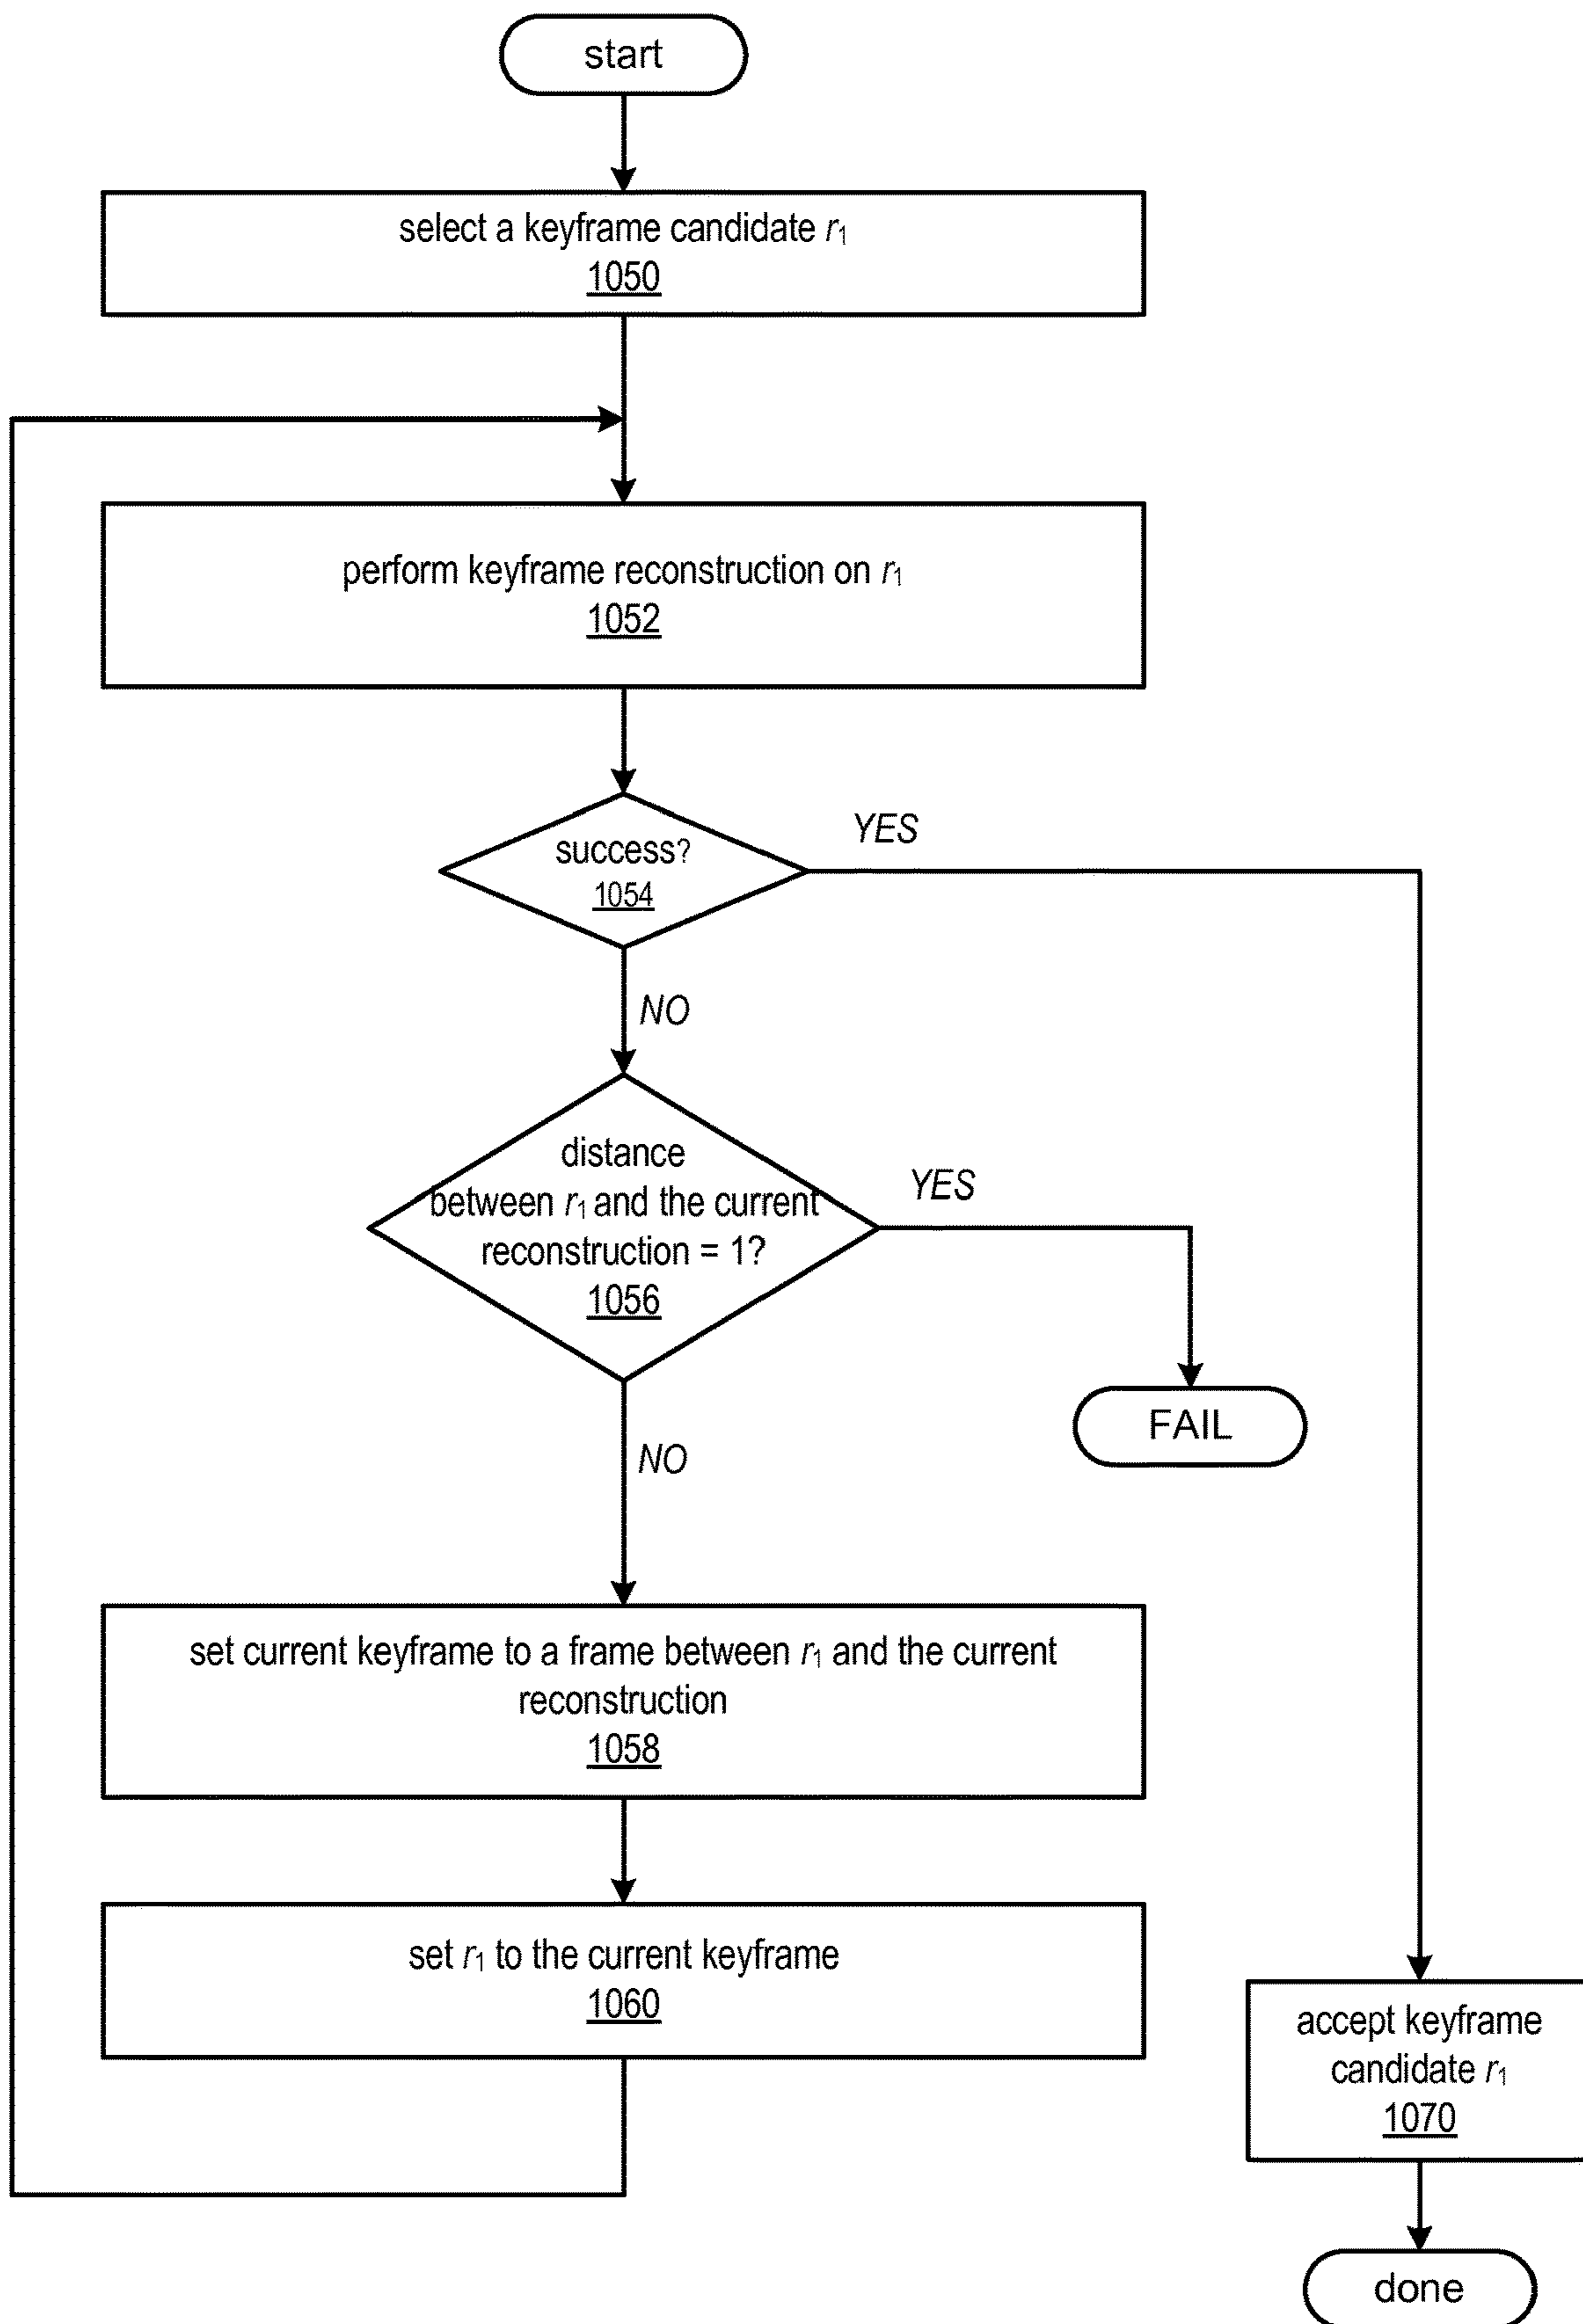 start
select a keyframe candidate r1
1050
perform keyframe reconstruction on r1
1052
success?
1054
YES
NO
distance
between r1 and the current
reconstruction = 1?
1056
YES
FAIL
NO
set current keyframe to a frame between r1 and the current
reconstruction
1058
set r1 to the current keyframe
1060
accept keyframe
candidate r1
1070
done